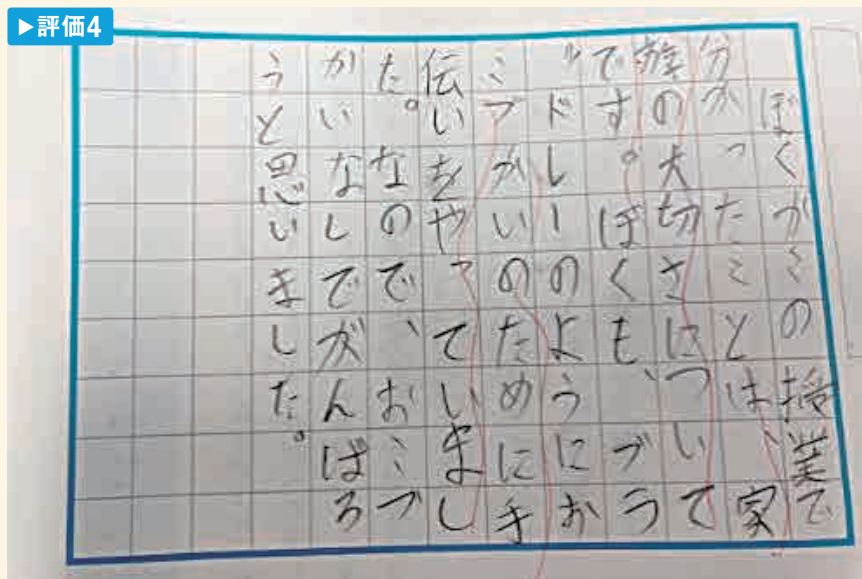 ▶評価4
ぼくがこの授業で
分かったことは、家
族の大切さについて
です。ぼくも、ブラ
ッドレーのようにお
こづかいのために手
伝いをやっていまし
た。なので、おこづ
かいなしでがんばろ
うと思いました。